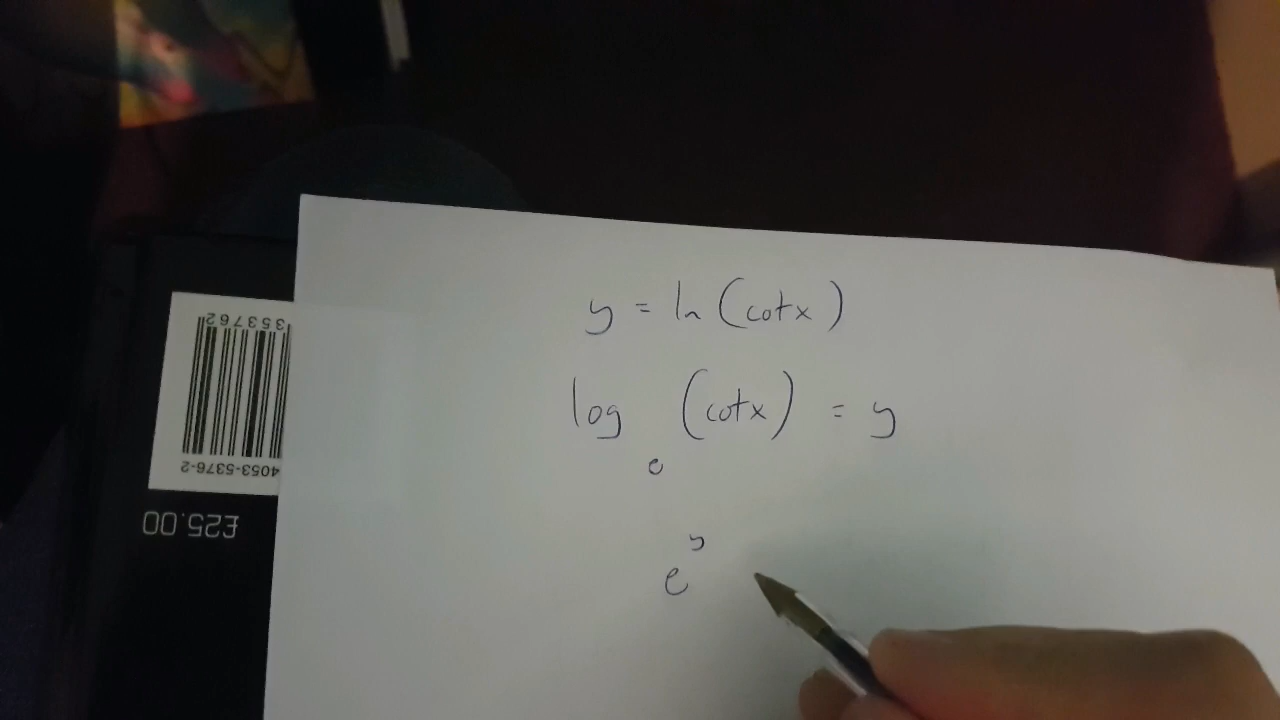 y = ln (cotx)
log e (cotx) = y
e^y
353762
4053-5376-2
£25.00